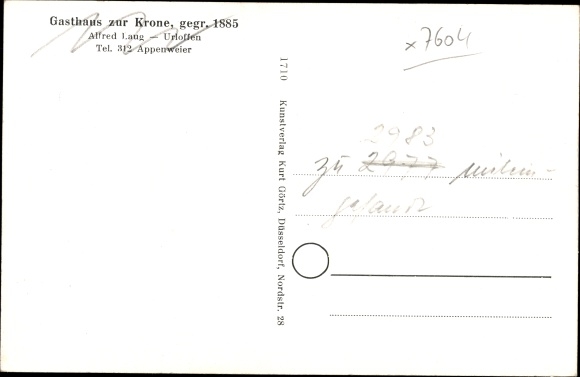 Gasthaus zur Krone, gegr. 1885
Alfred Laug — Urloffen
Tel. 312 Appenweier
x7604
1710 Kunstverlag Kurt Görtz, Düsseldorf, Nordstr. 28
2983
zu 2977